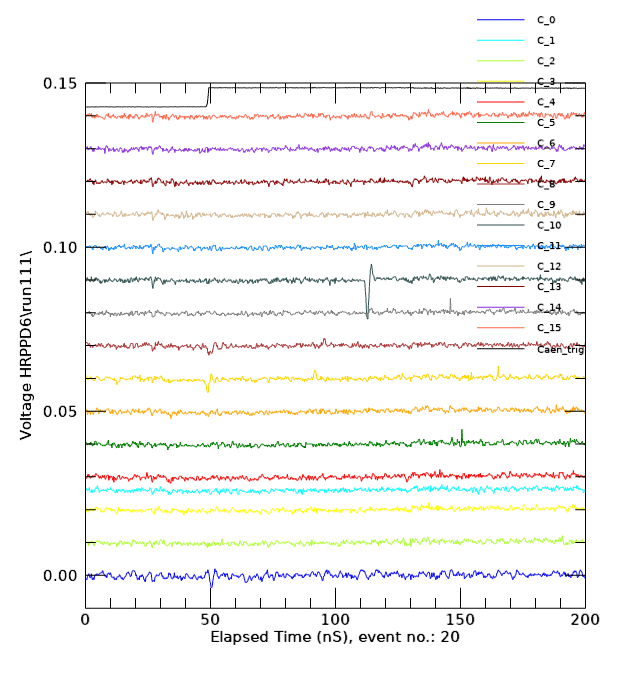 C_0
C_1
C_2
C_3
C_4
C_5
C_6
C_7
C_8
C_9
C_10
C_11
C_12
C_13
C_14
C_15
Caen_trig
0.15
0.10
0.05
0.00
Voltage HRPPD6\run111\
0 50 100 150 200
Elapsed Time (nS), event no.: 20